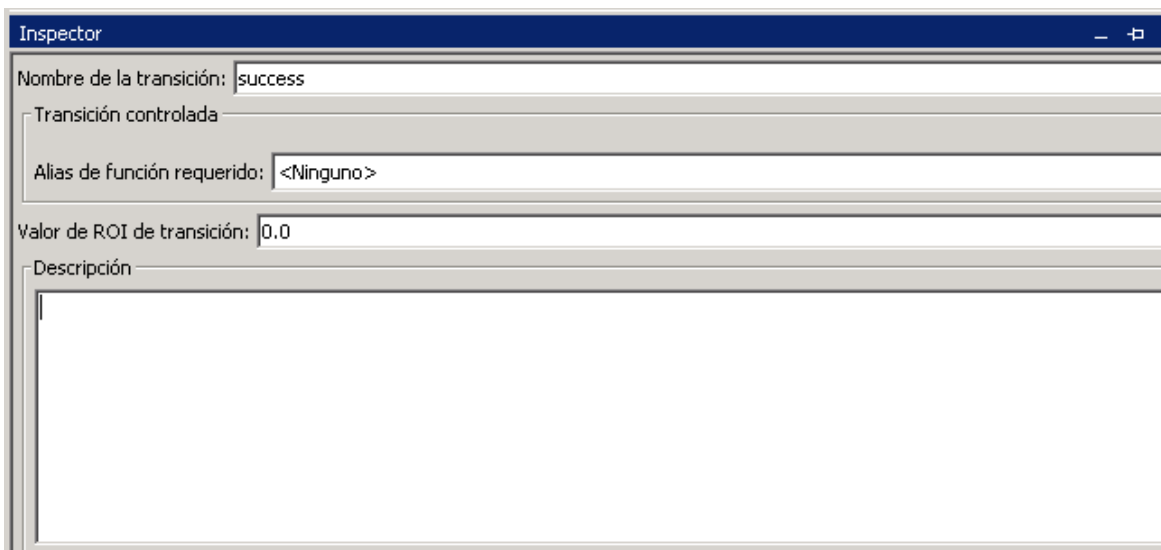 Inspector
Nombre de la transición: success
Transición controlada
Alias de función requerido: <Ninguno>
Valor de ROI de transición: 0.0
Descripción